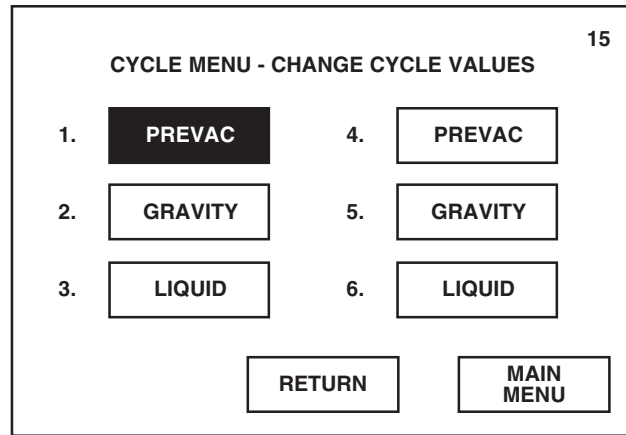 15
CYCLE MENU - CHANGE CYCLE VALUES
1. PREVAC 4. PREVAC
2. GRAVITY 5. GRAVITY
3. LIQUID 6. LIQUID
RETURN
MAIN
MENU